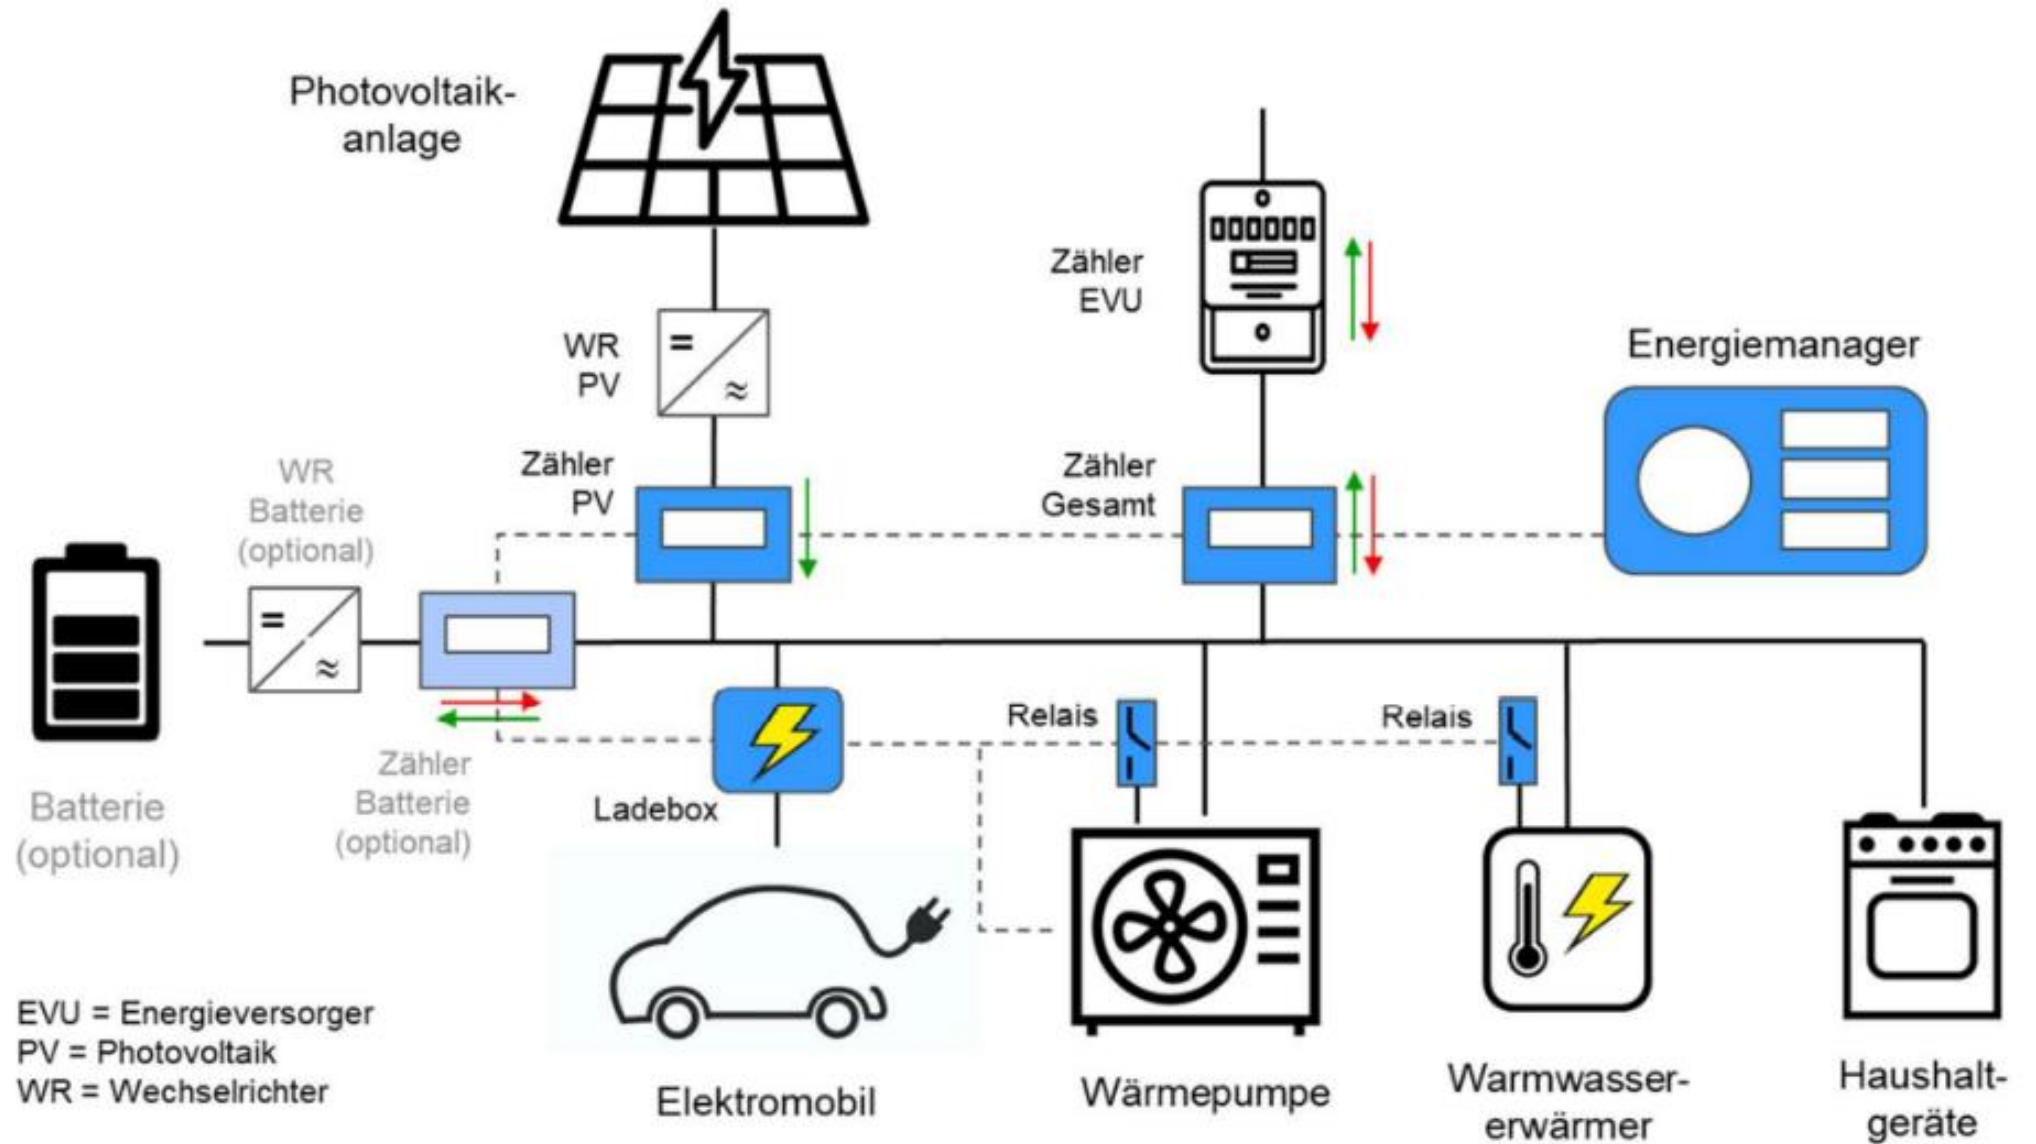 Photovoltaik-
anlage
Zähler
EVU
WR
PV
Energiemanager
Zähler
PV
Zähler
Gesamt
WR
Batterie
(optional)
Relais
Relais
Zähler
Batterie
(optional)
Ladebox
Batterie
(optional)
EVU = Energieversorger
PV = Photovoltaik
WR = Wechselrichter
Elektromobil
Wärmepumpe
Warmwasser-
erwärmer
Haushalt-
geräte